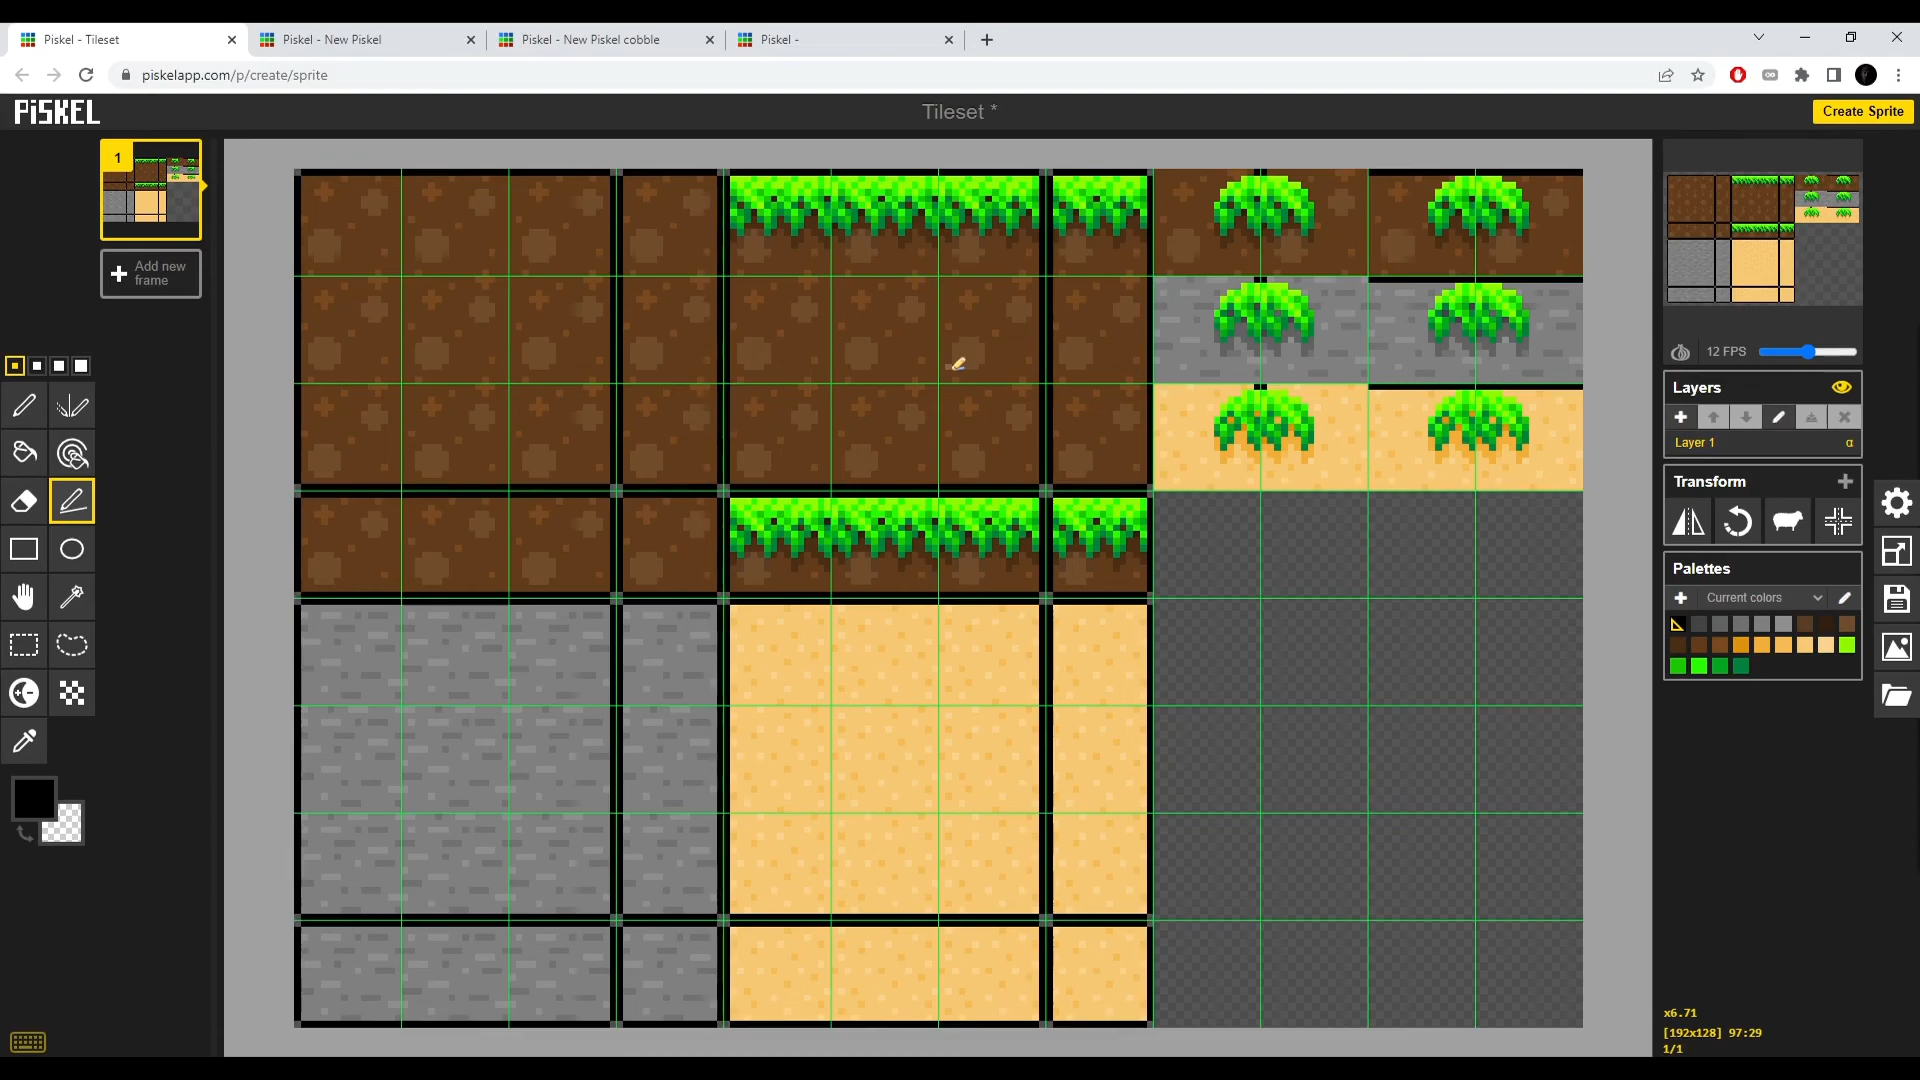 Piskel - Tileset
Piskel - New Piskel
Piskel - New Piskel cobble
Piskel -
piskelapp.com/p/create/sprite
PiSKEL
Tileset *
Create Sprite
1
Add new
frame
12 FPS
Layers
Layer 1
α
Transform
Palettes
Current colors
x6.71
[192x128] 97:29
1/1